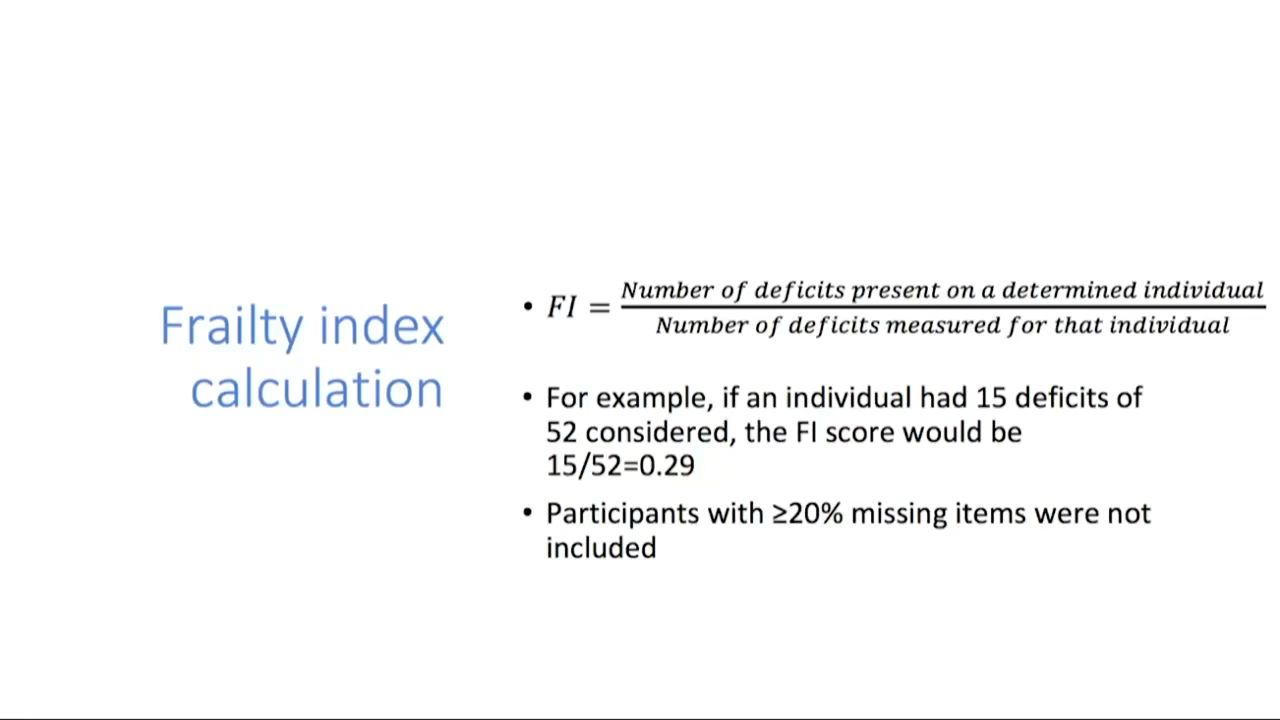 Frailty index
calculation
• FI = Number of deficits present on a determined individual
Number of deficits measured for that individual
• For example, if an individual had 15 deficits of
52 considered, the FI score would be
15/52=0.29
• Participants with ≥20% missing items were not
included